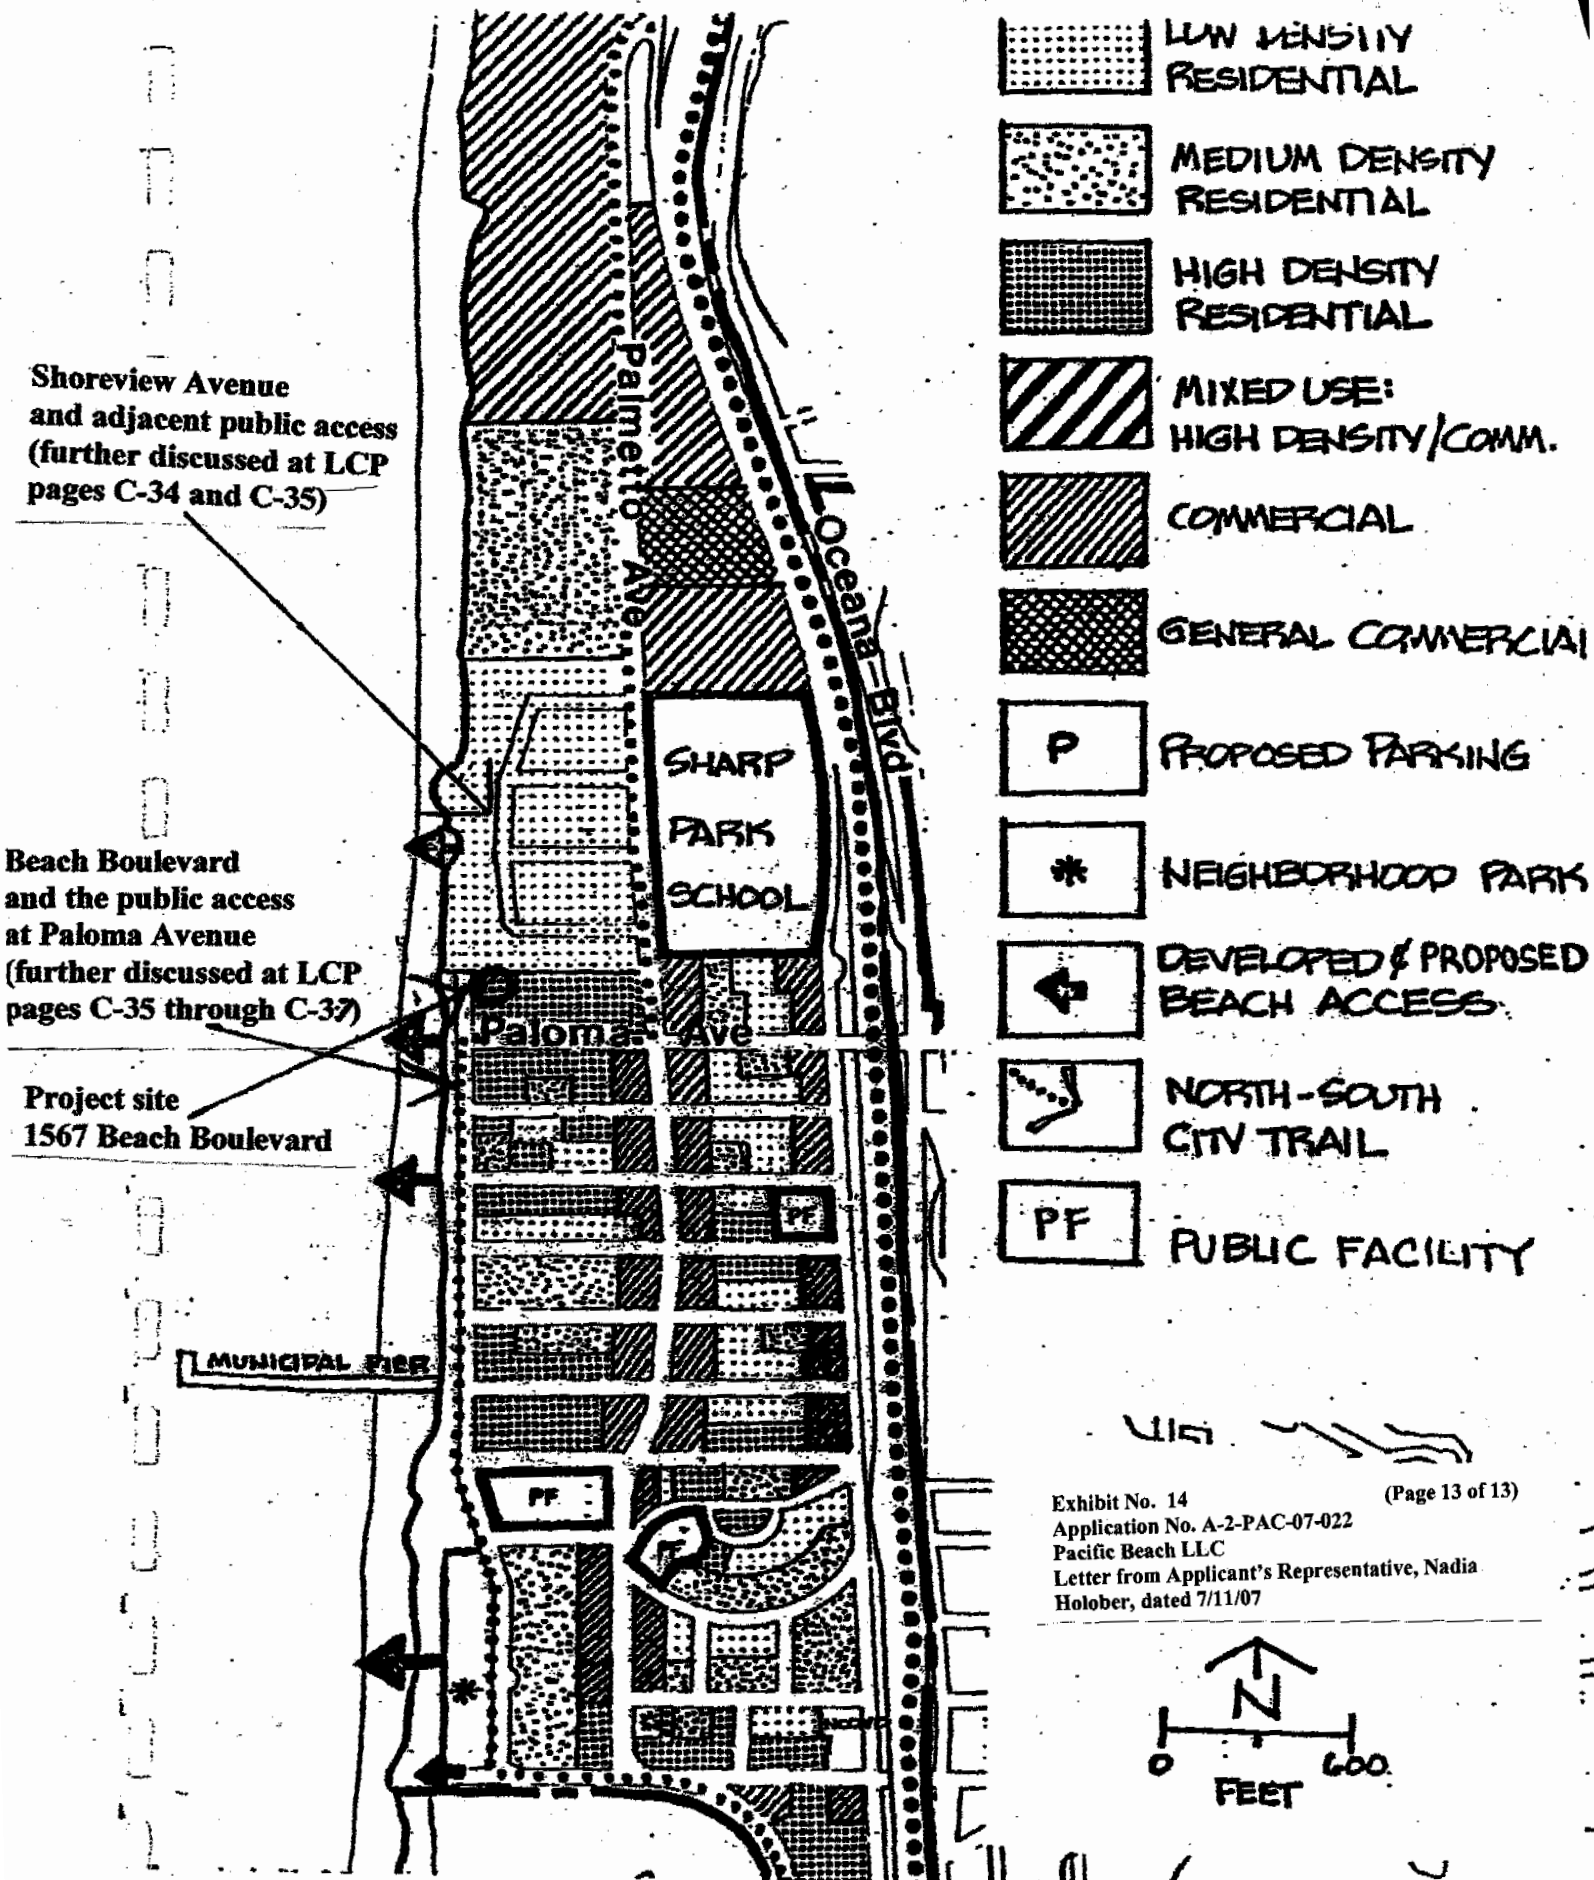 LOW DENSITY
RESIDENTIAL
MEDIUM DENSITY
RESIDENTIAL
HIGH DENSITY
RESIDENTIAL
MIXED USE:
HIGH DENSITY/COMM.
COMMERCIAL
GENERAL COMMERCIAL
P
PROPOSED PARKING
*
NEIGHBORHOOD PARK
DEVELOPED & PROPOSED
BEACH ACCESS
NORTH-SOUTH
CITY TRAIL
PF
PUBLIC FACILITY
Shoreview Avenue
and adjacent public access
(further discussed at LCP
pages C-34 and C-35)
Beach Boulevard
and the public access
at Paloma Avenue
(further discussed at LCP
pages C-35 through C-37)
Project site
1567 Beach Boulevard
Palmetto Ave
Oceana Blvd
SHARP
PARK
SCHOOL
Paloma Ave
PF
MUNICIPAL PIER
PF
PF
*
Exhibit No. 14
(Page 13 of 13)
Application No. A-2-PAC-07-022
Pacific Beach LLC
Letter from Applicant's Representative, Nadia
Holober, dated 7/11/07
N
0
600
FEET